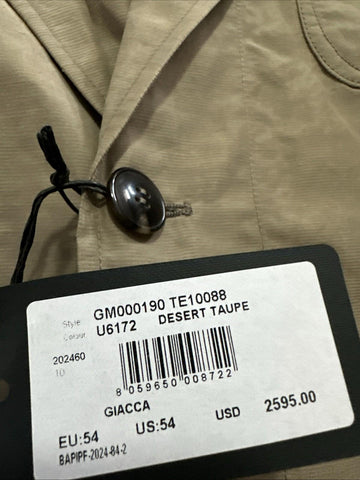 Style GM000190 TE10088
Colour U6172 DESERT TAUPE
202460
10
8 059650 008722
GIACCA
EU:54 US:54 USD 2595.00
BAPIPF-2024-84-2